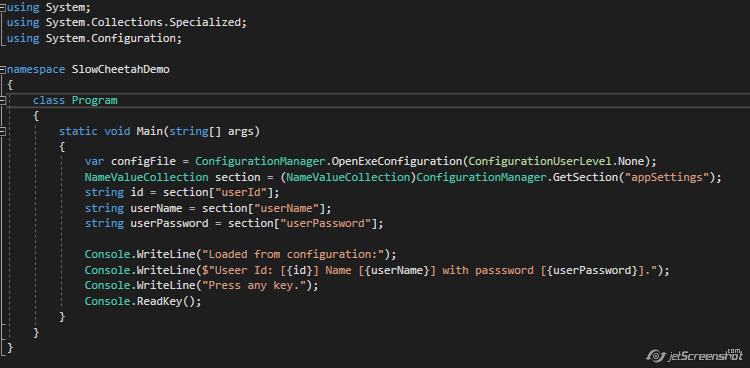 using System;
using System.Collections.Specialized;
using System.Configuration;
namespace SlowCheetahDemo
{
class Program
{
static void Main(string[] args)
{
var configFile = ConfigurationManager.OpenExeConfiguration(ConfigurationUserLevel.None);
NameValueCollection section = (NameValueCollection)ConfigurationManager.GetSection("appSettings");
string id = section["userId"];
string userName = section["userName"];
string userPassword = section["userPassword"];
Console.WriteLine("Loaded from configuration:");
Console.WriteLine($"Useer Id: [{id}] Name [{userName}] with passsword [{userPassword}].");
Console.WriteLine("Press any key.");
Console.ReadKey();
}
}
}
jetScreenshot.com